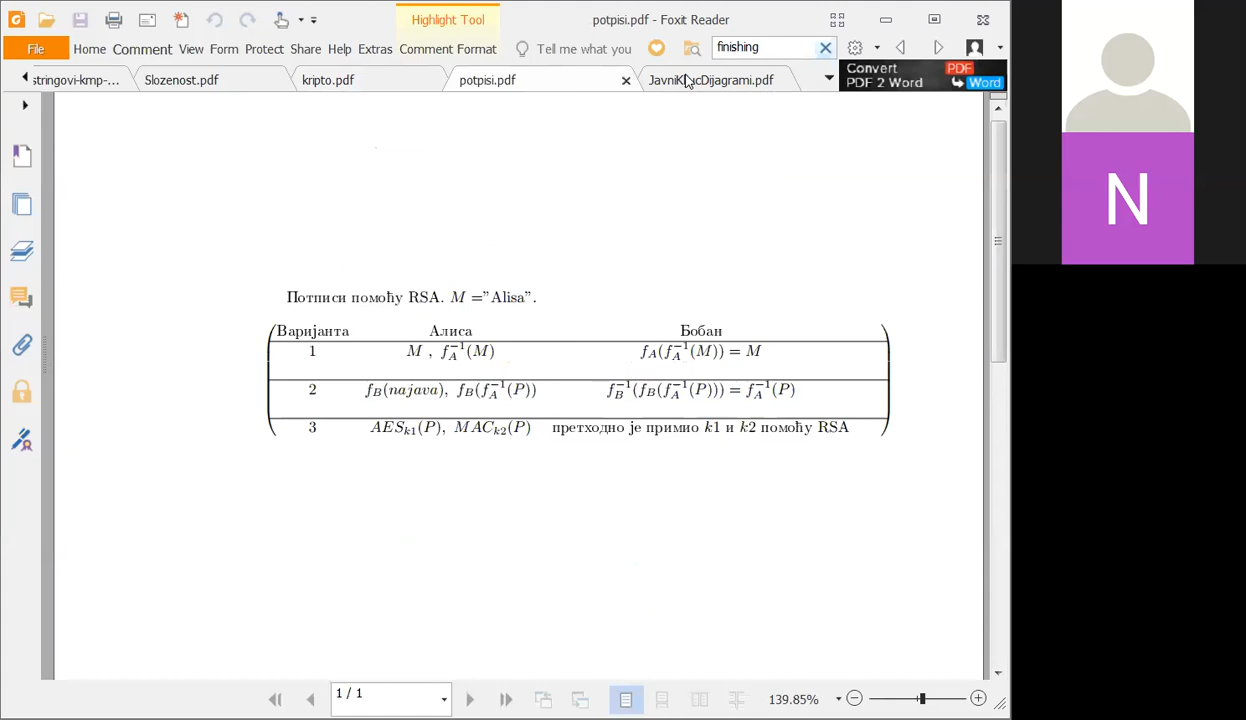 Highlight Tool
potpisi.pdf - Foxit Reader
File Home Comment View Form Protect Share Help Extras Comment Format Tell me what you finishing
stringovi-kmp-... Slozenost.pdf kripto.pdf potpisi.pdf JavniKljucDijagrami.pdf
Convert PDF
PDF 2 Word Word
N
Потписи помоћу RSA. M ="Alisa".
Варијанта Алиса Бобан
1 M , f_A^{-1}(M) f_A(f_A^{-1}(M)) = M
2 f_B(najava), f_B(f_A^{-1}(P)) f_B^{-1}(f_B(f_A^{-1}(P))) = f_A^{-1}(P)
3 AES_{k1}(P), MAC_{k2}(P) претходно је примио k1 и k2 помоћу RSA
1 / 1
139.85%